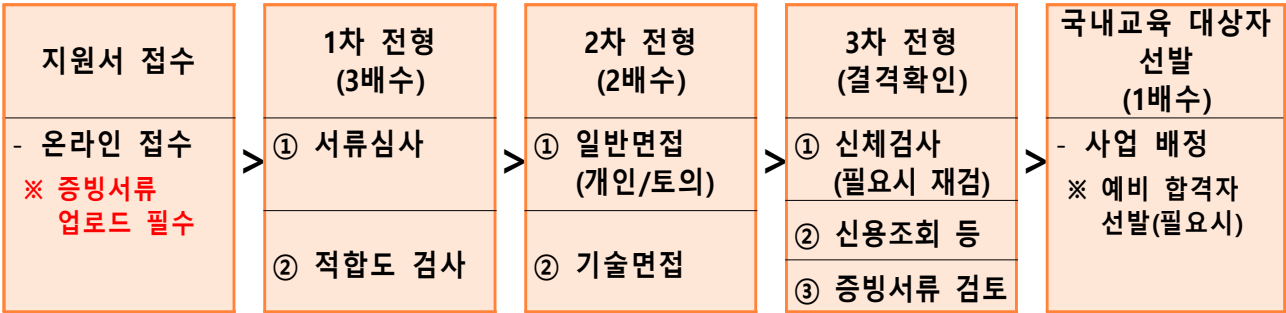 지원서 접수
- 온라인 접수
※ 증빙서류
업로드 필수
>
1차 전형
(3배수)
① 서류심사
② 적합도 검사
>
2차 전형
(2배수)
① 일반면접
(개인/토의)
② 기술면접
>
3차 전형
(결격확인)
① 신체검사
(필요시 재검)
② 신용조회 등
③ 증빙서류 검토
>
국내교육 대상자
선발
(1배수)
- 사업 배정
※ 예비 합격자
선발(필요시)